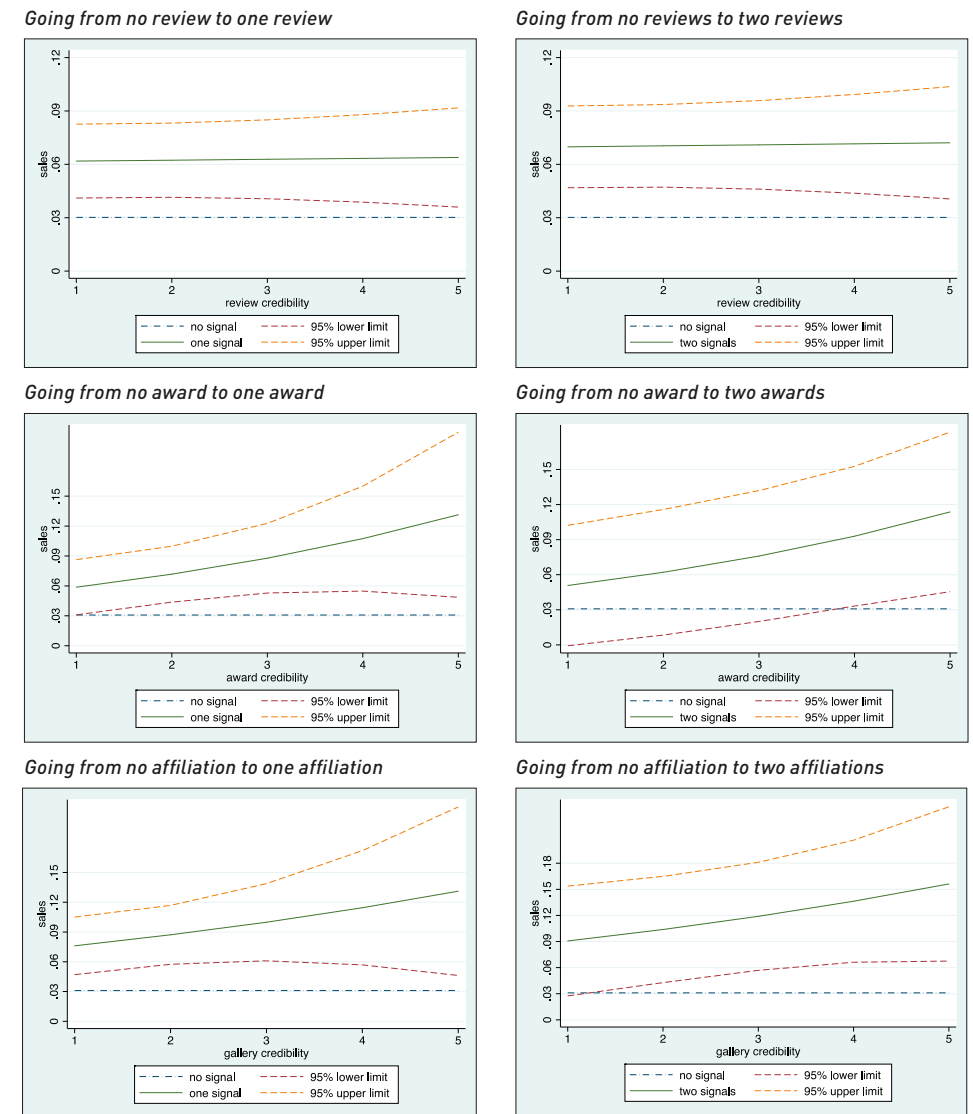 Going from no review to one review
.12
.09
.06
.03
0
sales
1 2 3 4 5
review credibility
no signal 95% lower limit
one signal 95% upper limit
Going from no reviews to two reviews
.12
.09
.06
.03
0
sales
1 2 3 4 5
review credibility
no signal 95% lower limit
two signals 95% upper limit
Going from no award to one award
.15
.12
.09
.06
.03
0
sales
1 2 3 4 5
award credibility
no signal 95% lower limit
one signal 95% upper limit
Going from no award to two awards
.15
.12
.09
.06
.03
0
sales
1 2 3 4 5
award credibility
no signal 95% lower limit
two signals 95% upper limit
Going from no affiliation to one affiliation
.15
.12
.09
.06
.03
0
sales
1 2 3 4 5
gallery credibility
no signal 95% lower limit
one signal 95% upper limit
Going from no affiliation to two affiliations
.18
.15
.12
.09
.06
.03
0
sales
1 2 3 4 5
gallery credibility
no signal 95% lower limit
two signals 95% upper limit